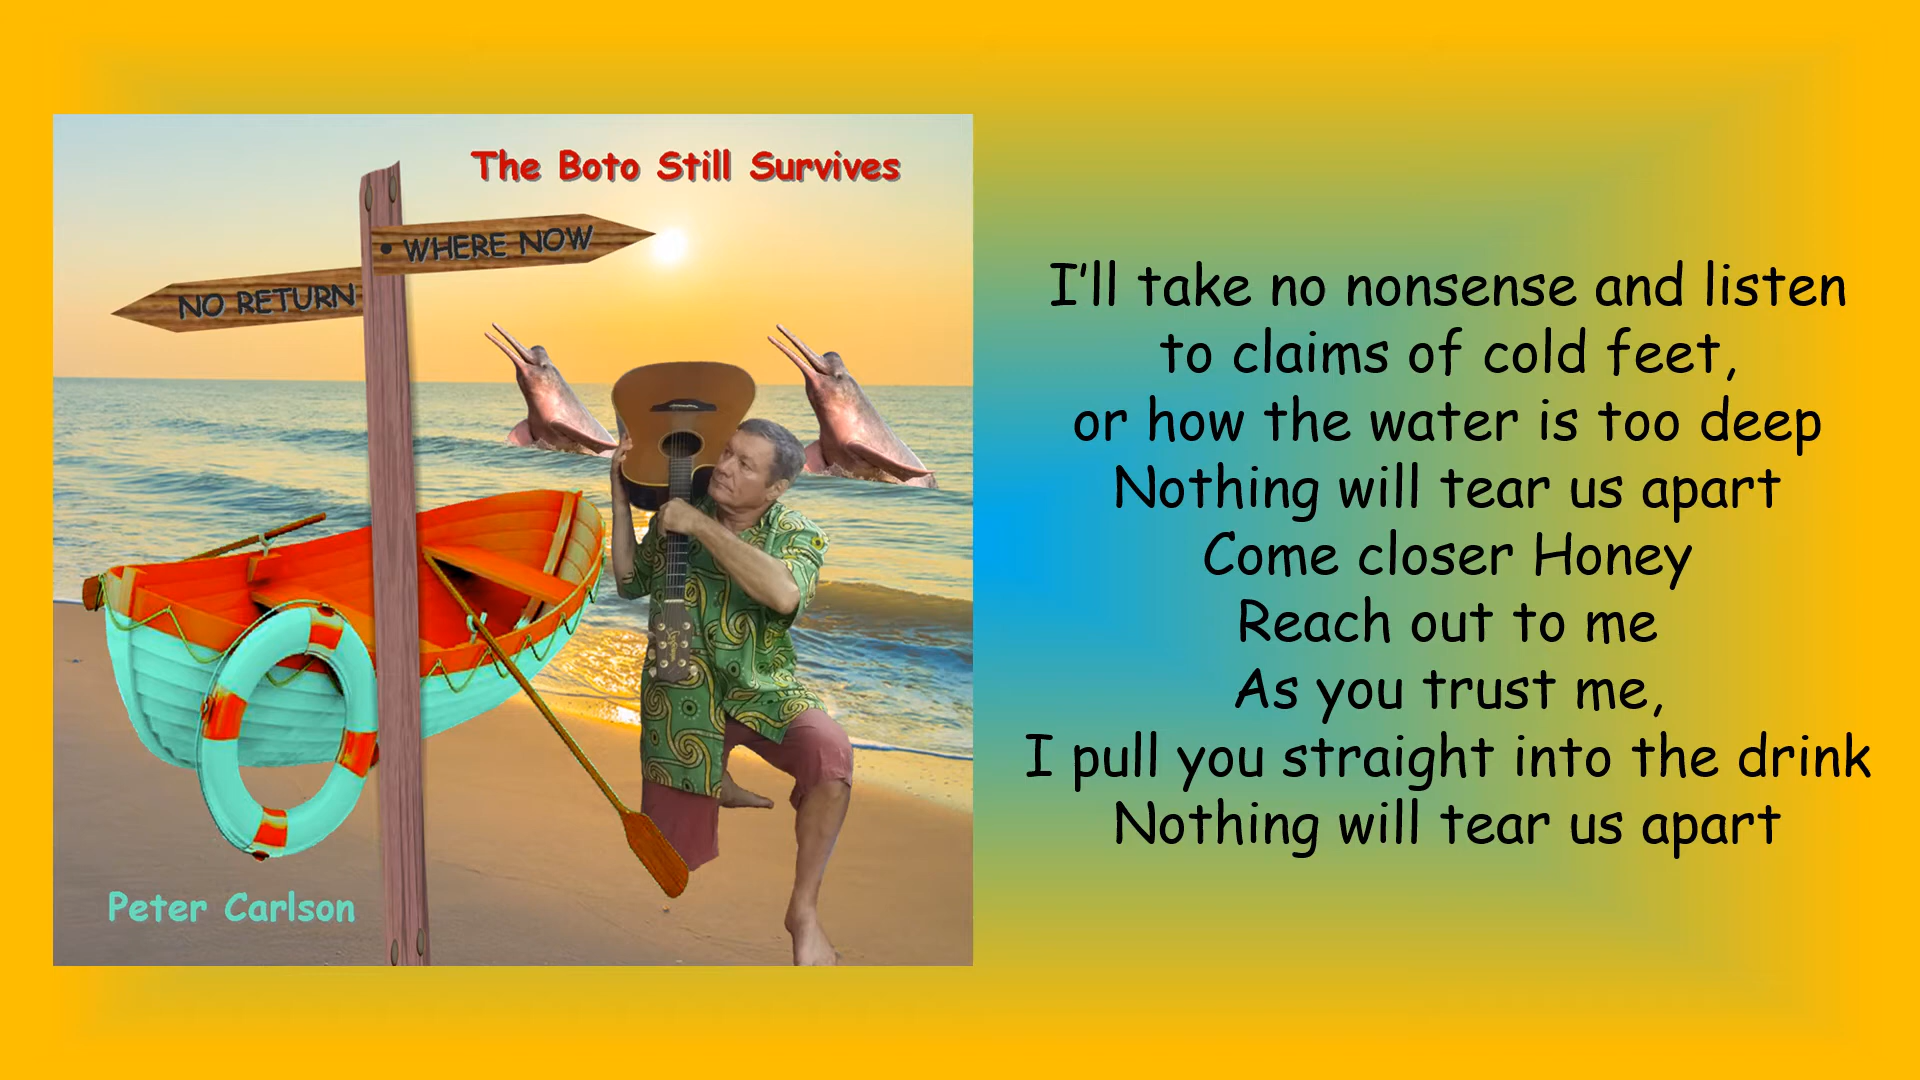 The Boto Still Survives
WHERE NOW
NO RETURN
Peter Carlson
I'll take no nonsense and listen
to claims of cold feet,
or how the water is too deep
Nothing will tear us apart
Come closer Honey
Reach out to me
As you trust me,
I pull you straight into the drink
Nothing will tear us apart